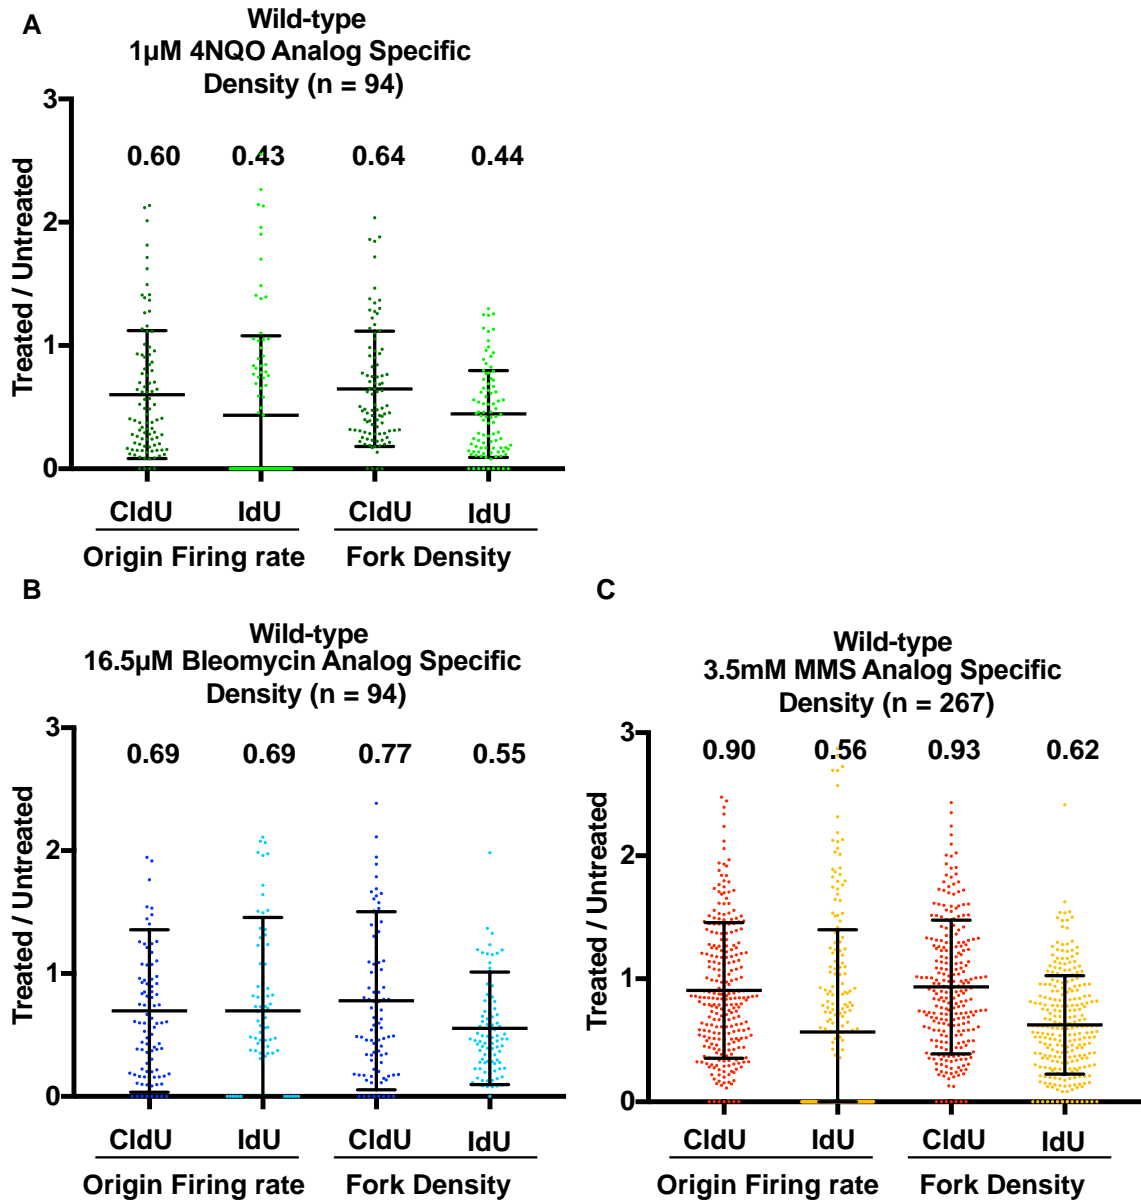 A
Wild-type
1µM 4NQO Analog Specific
Density (n = 94)
Treated / Untreated
3
2
1
0
0.60 0.43 0.64 0.44
CldU IdU CldU IdU
Origin Firing rate Fork Density
B
Wild-type
16.5µM Bleomycin Analog Specific
Density (n = 94)
Treated / Untreated
3
2
1
0
0.69 0.69 0.77 0.55
CldU IdU CldU IdU
Origin Firing rate Fork Density
C
Wild-type
3.5mM MMS Analog Specific
Density (n = 267)
Treated / Untreated
3
2
1
0
0.90 0.56 0.93 0.62
CldU IdU CldU IdU
Origin Firing rate Fork Density